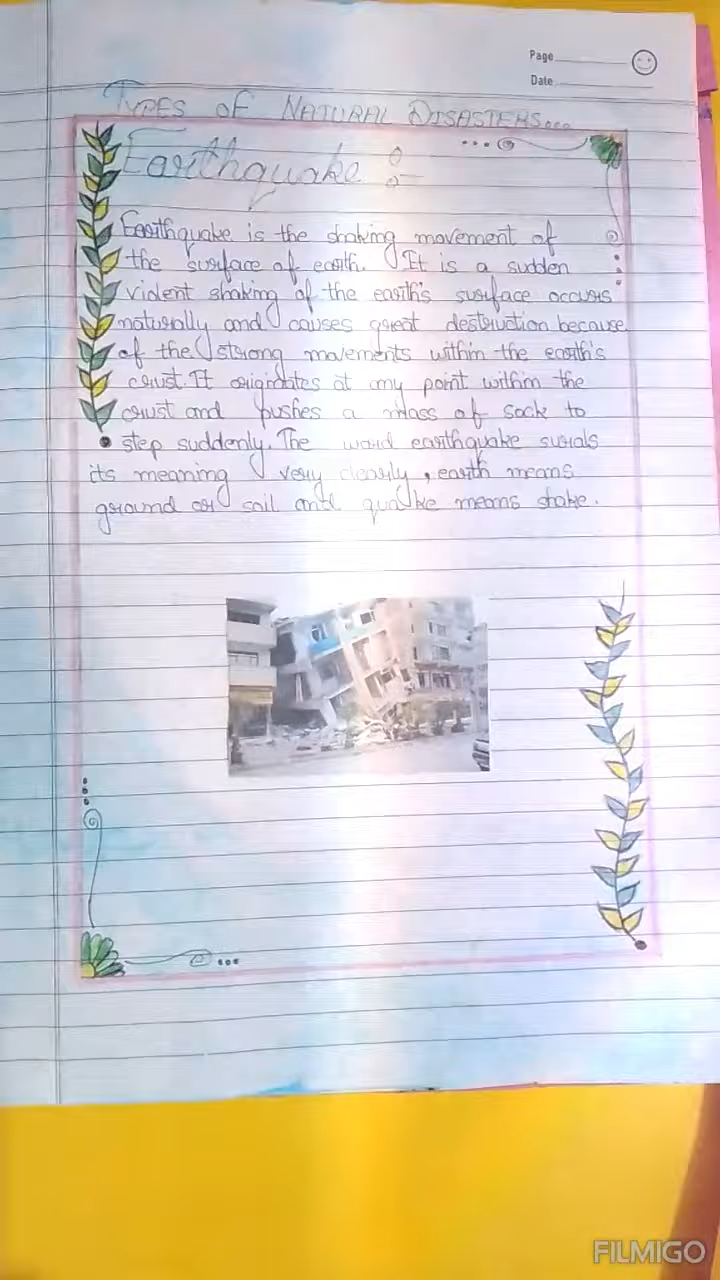 Page
Date
TYPES OF NATURAL DISASTERS...
Earthquake :-
Earthquake is the shaking movement of
the surface of earth. It is a sudden
vident shaking of the earth's surface occurs
naturally and causes great destruction because
of the strong movements within the earth's
crust. It originates at any point within the
crust and pushes a mass of sock to
step suddenly. The word earthquake surals
its meaning very clearly, earth means
ground or soil and quake means shake.
FILMIGO